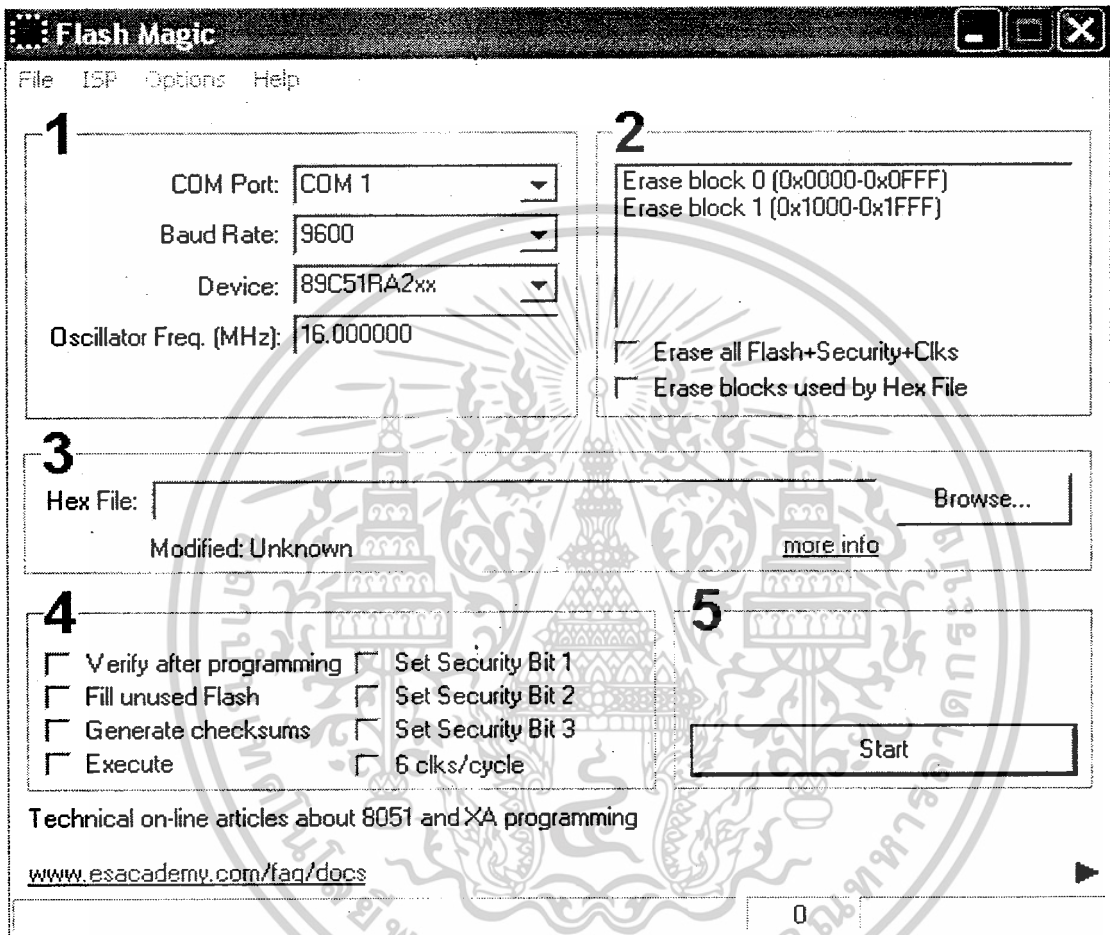 Flash Magic
File ISP Options Help
1
COM Port: COM 1
Baud Rate: 9600
Device: 89C51RA2xx
Oscillator Freq. (MHz): 16.000000
2
Erase block 0 (0x0000-0x0FFF)
Erase block 1 (0x1000-0x1FFF)
Erase all Flash+Security+Clks
Erase blocks used by Hex File
3
Hex File:
Browse...
Modified: Unknown
more info
4
Verify after programming
Set Security Bit 1
Fill unused Flash
Set Security Bit 2
Generate checksums
Set Security Bit 3
Execute
6 clks/cycle
5
Start
Technical on-line articles about 8051 and XA programming
www.esacademy.com/faq/docs
0